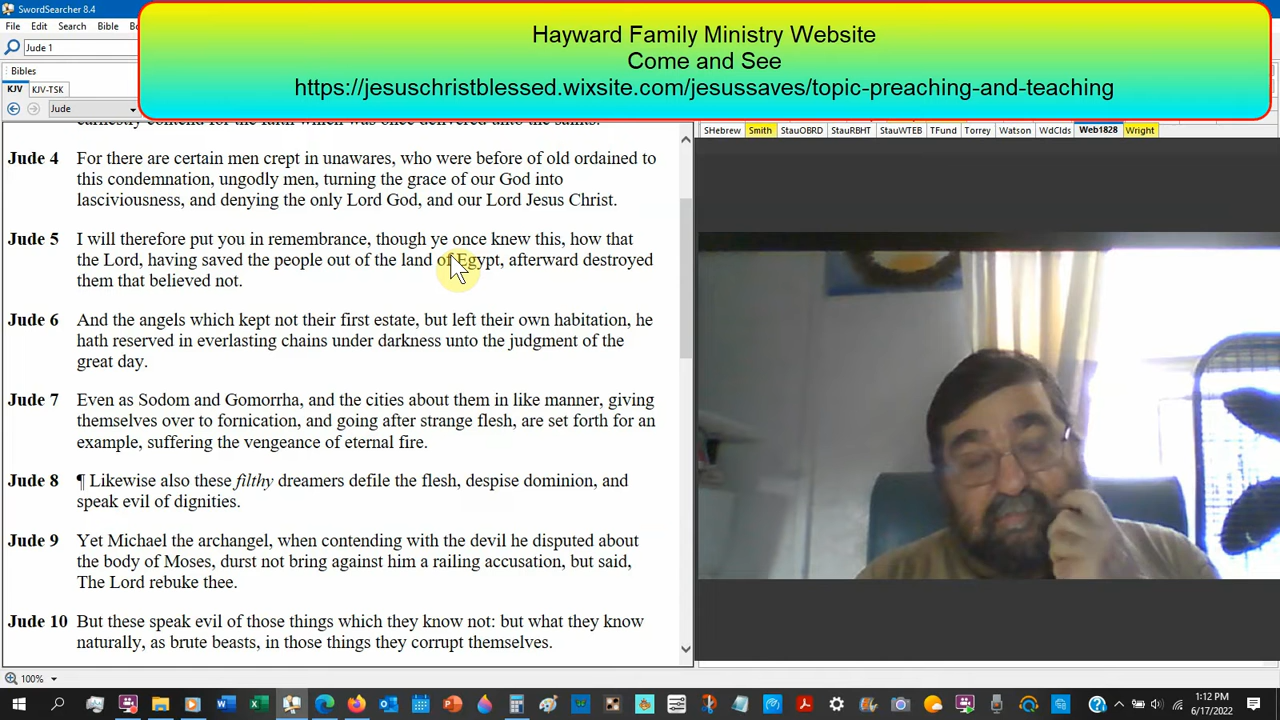 SwordSearcher 8.4
File Edit Search Bible
Hayward Family Ministry Website
Come and See
https://jesuschristblessed.wixsite.com/jesussaves/topic-preaching-and-teaching
Jude 1
Bibles
KJV KJV-TSK
Jude
SHebrew Smith StauOBRD StauRBHT StauWTEB TFund Torrey Watson WdClds Web1828 Wright
earnestly contend for the faith which was once delivered unto the saints.
Jude 4 For there are certain men crept in unawares, who were before of old ordained to
this condemnation, ungodly men, turning the grace of our God into
lasciviousness, and denying the only Lord God, and our Lord Jesus Christ.
Jude 5 I will therefore put you in remembrance, though ye once knew this, how that
the Lord, having saved the people out of the land of Egypt, afterward destroyed
them that believed not.
Jude 6 And the angels which kept not their first estate, but left their own habitation, he
hath reserved in everlasting chains under darkness unto the judgment of the
great day.
Jude 7 Even as Sodom and Gomorrha, and the cities about them in like manner, giving
themselves over to fornication, and going after strange flesh, are set forth for an
example, suffering the vengeance of eternal fire.
Jude 8 ¶ Likewise also these filthy dreamers defile the flesh, despise dominion, and
speak evil of dignities.
Jude 9 Yet Michael the archangel, when contending with the devil he disputed about
the body of Moses, durst not bring against him a railing accusation, but said,
The Lord rebuke thee.
Jude 10 But these speak evil of those things which they know not: but what they know
naturally, as brute beasts, in those things they corrupt themselves.
100%
1:12 PM
6/17/2022